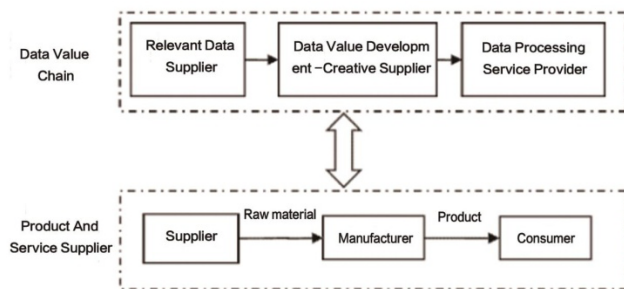 Data Value
Chain
Relevant Data
Supplier
Data Value Developm
ent –Creative Supplier
Data Processing
Service Provider
Product And
Service Supplier
Supplier
Raw material
Manufacturer
Product
Consumer